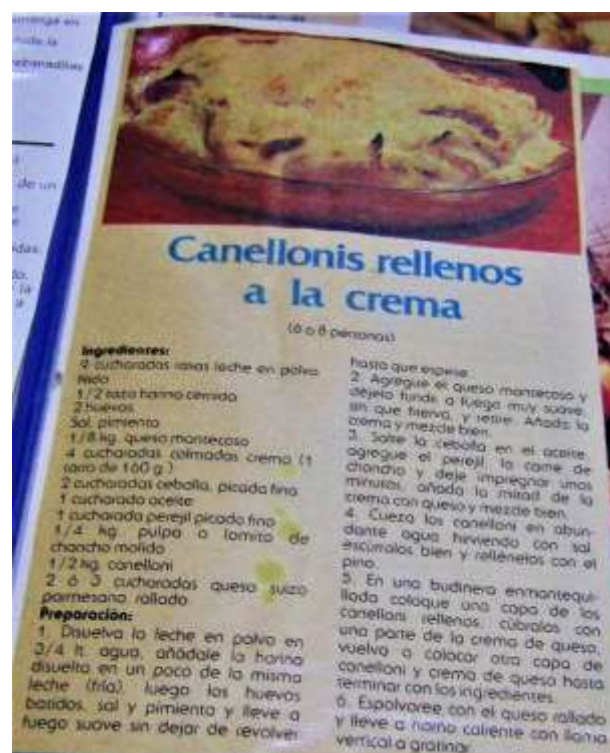 de un
Canellonis rellenos
a la crema
(6 o 8 personas)
Ingredientes:
9 cucharadas rasas leche en polvo
Nido
1/2 taza harina cernida
2 huevos
Sal, pimienta
1/8 kg. queso mantecoso
4 cucharadas colmadas crema (1
tarro de 160 g.)
2 cucharadas cebolla, picada fina
1 cucharada aceite
1 cucharada perejil picado fino
1/4 kg. pulpa o lomito de
chancho molido
1/2 kg. canelloni
2 ó 3 cucharadas queso suizo
parmesano rallado
Preparación:
1. Disuelva la leche en polvo en
3/4 lt. agua, añádale la harina
disuelta en un poco de la misma
leche (fría), luego los huevos
batidos, sal y pimienta y lleve a
fuego suave sin dejar de revolver
hasta que espese.
2. Agregue el queso mantecoso y
déjelo fundir a fuego muy suave,
sin que hierva, y retire. Añada la
crema y mezcle bien.
3. Saltee la cebolla en el aceite,
agregue el perejil, la carne de
chancho y deje impregnar unos
minutos, añada la mitad de la
crema con queso y mezcle bien.
4. Cueza los canelloni en abun-
dante agua hirviendo con sal,
escúrralos bien y rellénelos con el
pino.
5. En una budinera enmantequi-
llada coloque una capa de los
canelloni rellenos, cúbralos con
una parte de la crema de queso,
vuelva a colocar otra capa de
canelloni y crema de queso hasta
terminar con los ingredientes.
6. Espolvoree con el queso rallado
y lleve a horno caliente con llama
vertical a gratinar.